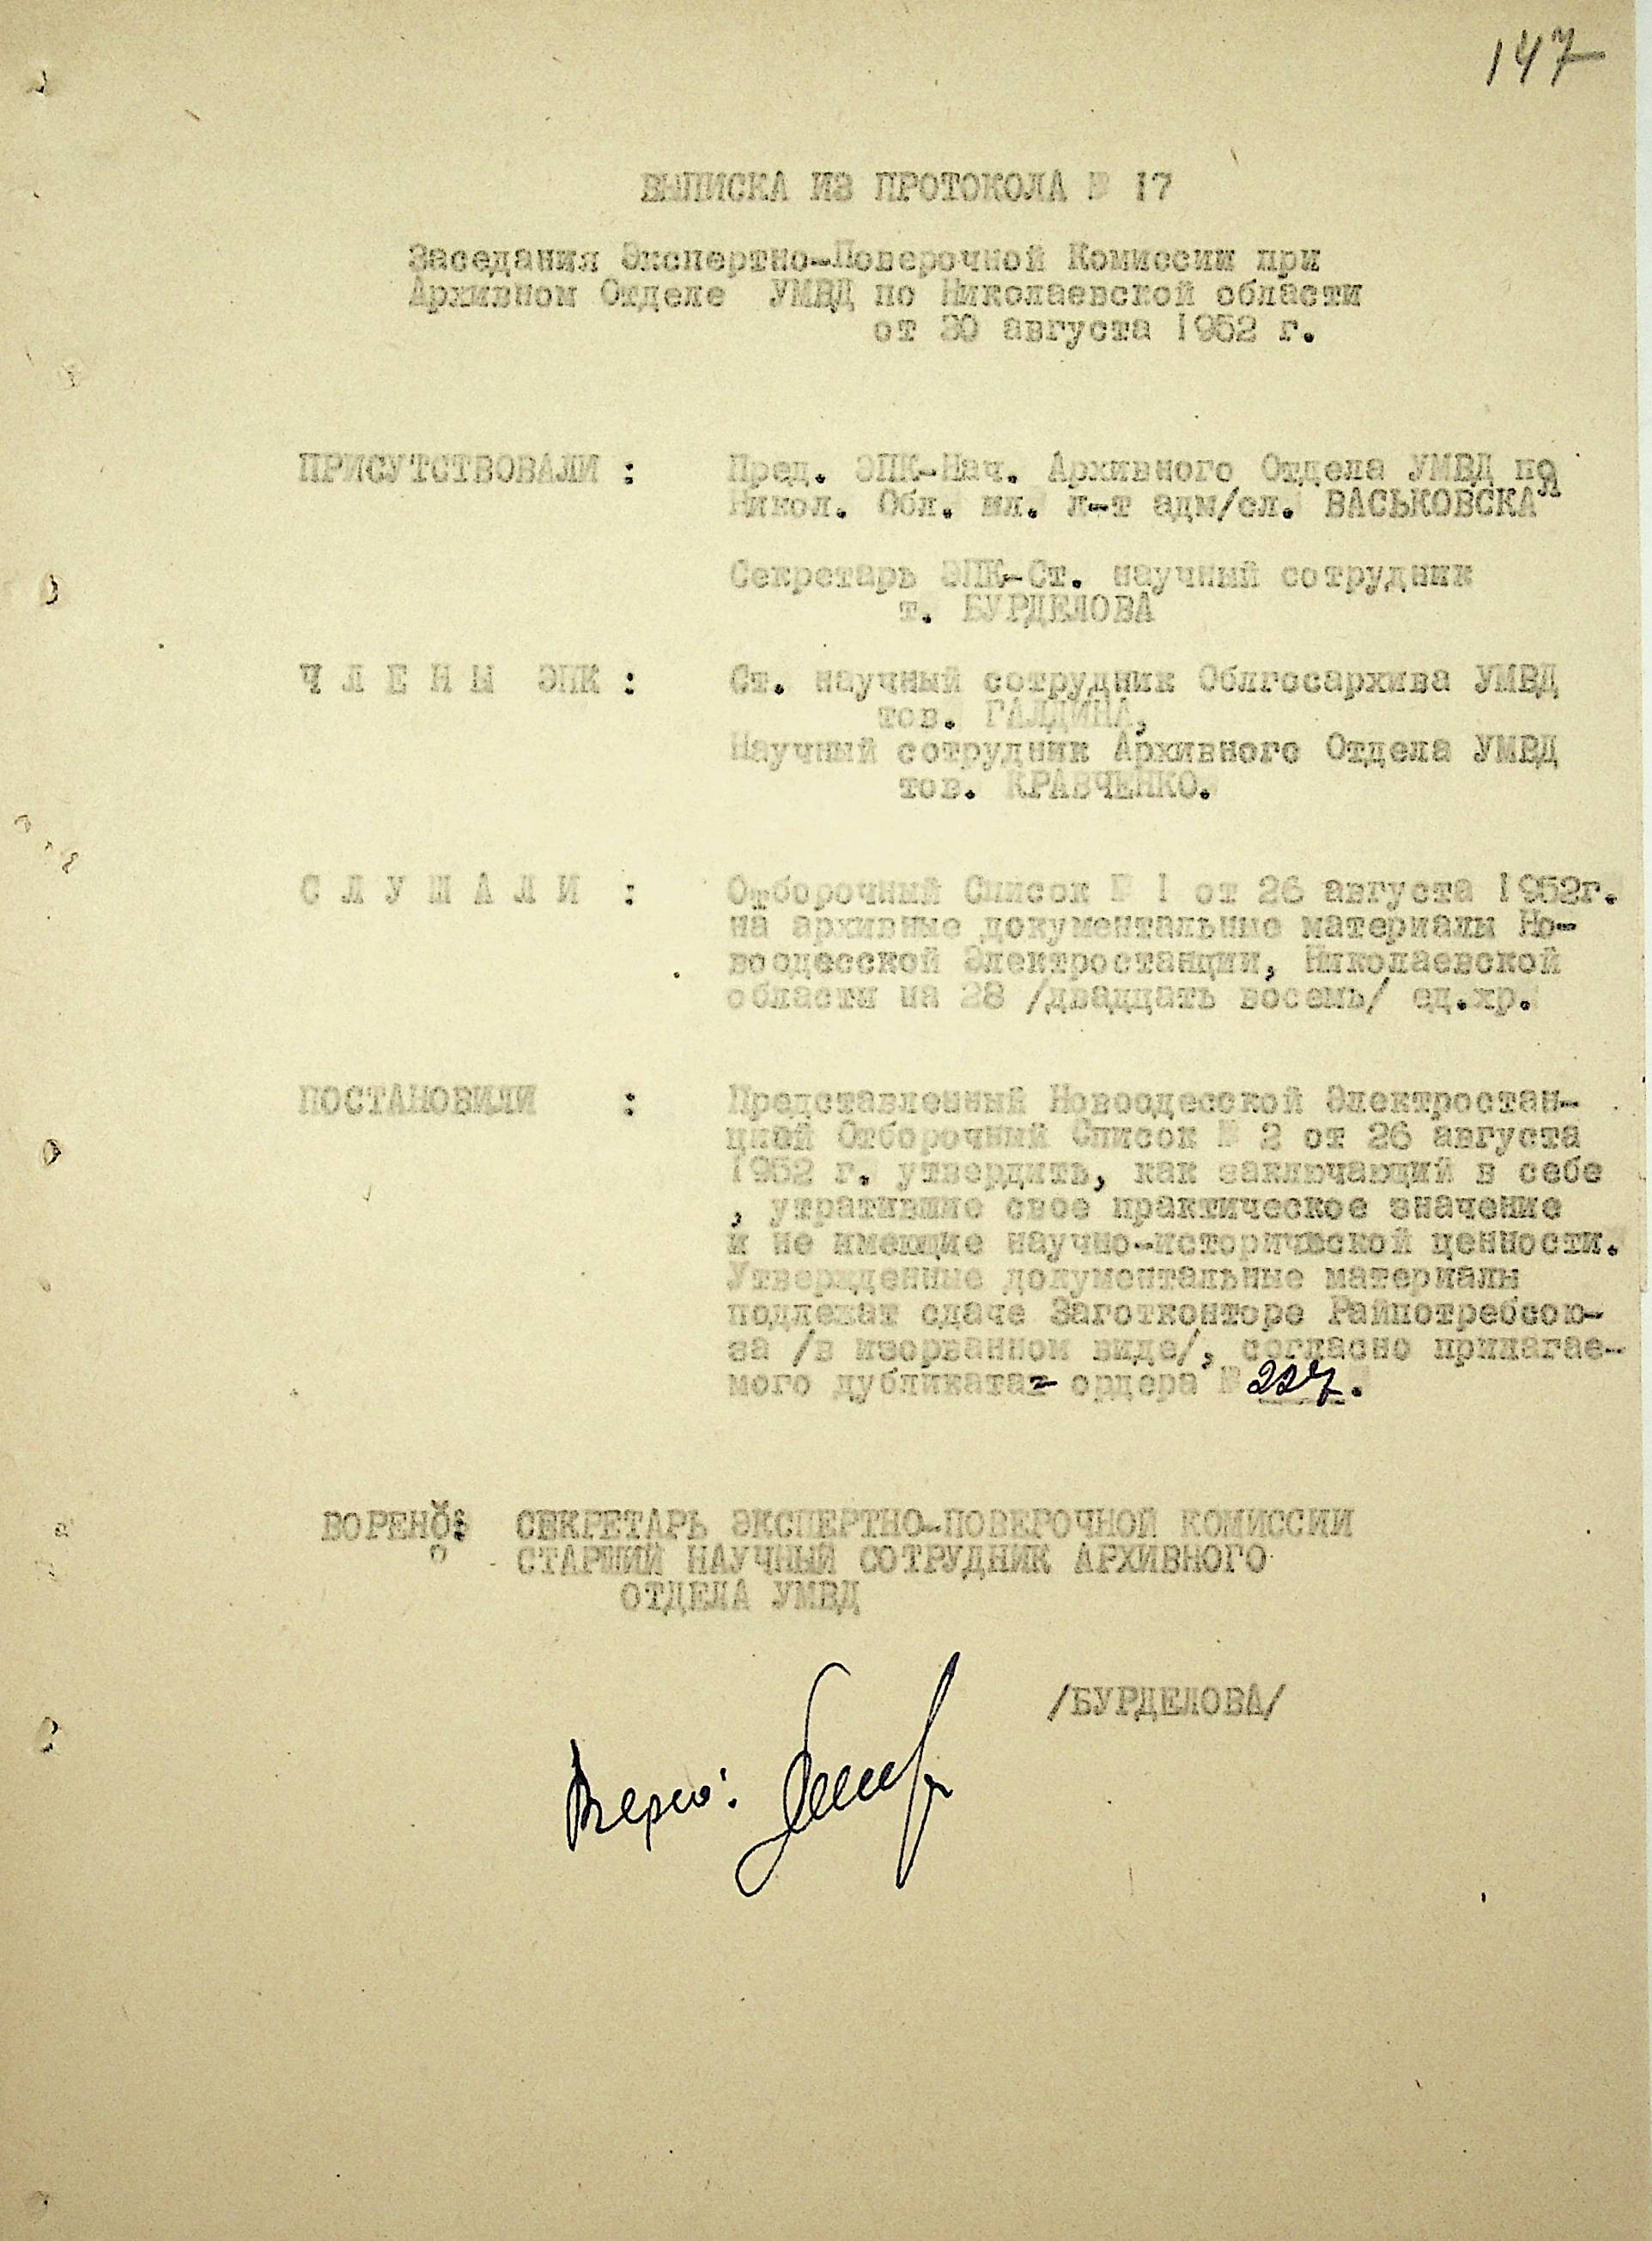 147
ВЫПИСКА ИЗ ПРОТОКОЛА № 17
Заседания Экспертно-Поверочной Комиссии при
Архивном Отделе УМВД по Николаевской области
от 30 августа 1952 г.
ПРИСУТСТВОВАЛИ : Пред. ЭПК-Нач. Архивного Отдела УМВД по
Никол. Обл. мл. л-т адм/сл. ВАСЬКОВСКАЯ
Секретарь ЭПК-Ст. научный сотрудник
т. БУРДЕЛОВА
Ч Л Е Н Ы ЭПК : Ст. научный сотрудник Облгосархива УМВД
тов. ГАЛДИНА,
Научный сотрудник Архивного Отдела УМВД
тов. КРАВЧЕНКО.
С Л У Ш А Л И : Отборочный Список № 1 от 26 августа 1952г.
на архивные документальные материалы Но-
воодесской Электростанции, Николаевской
области на 28 /двадцать восемь/ ед.хр.
ПОСТАНОВИЛИ : Представленный Новоодесской Электростан-
цией Отборочный Список № 2 от 26 августа
1952 г. утвердить, как заключающий в себе
, утратившие свое практическое значение
и не имеющие научно-исторической ценности.
Утвержденные документальные материалы
подлежат сдаче Заготконторе Райпотребсою-
за /в изорванном виде/, согласно прилагае-
мого дубликата- ордера № 227.
СЕКРЕТАРЬ ЭКСПЕРТНО-ПОВЕРОЧНОЙ КОМИССИИ
СТАРШИЙ НАУЧНЫЙ СОТРУДНИК АРХИВНОГО
ОТДЕЛА УМВД
/БУРДЕЛОВА/
Верно: